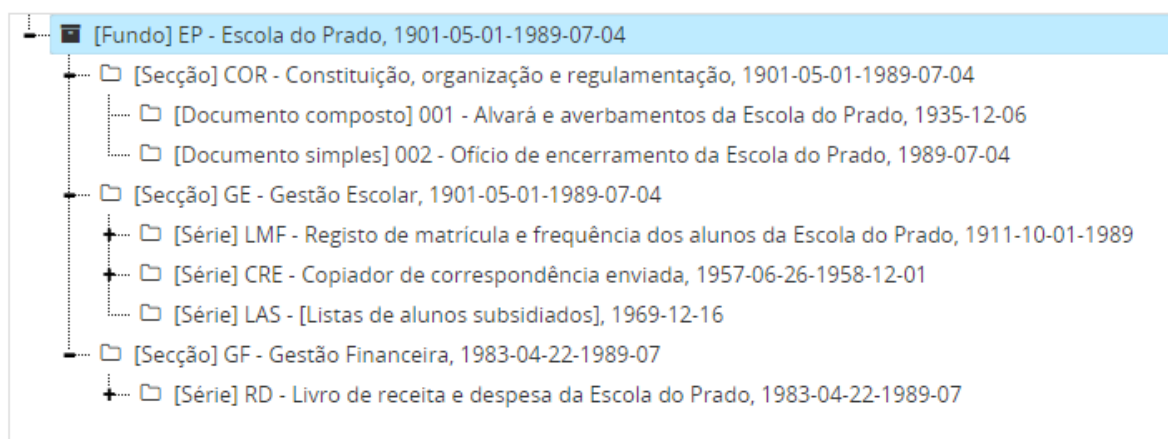 [Fundo] EP - Escola do Prado, 1901-05-01-1989-07-04
[Secção] COR - Constituição, organização e regulamentação, 1901-05-01-1989-07-04
[Documento composto] 001 - Alvará e averbamentos da Escola do Prado, 1935-12-06
[Documento simples] 002 - Ofício de encerramento da Escola do Prado, 1989-07-04
[Secção] GE - Gestão Escolar, 1901-05-01-1989-07-04
[Série] LMF - Registo de matrícula e frequência dos alunos da Escola do Prado, 1911-10-01-1989
[Série] CRE - Copiador de correspondência enviada, 1957-06-26-1958-12-01
[Série] LAS - [Listas de alunos subsidiados], 1969-12-16
[Secção] GF - Gestão Financeira, 1983-04-22-1989-07
[Série] RD - Livro de receita e despesa da Escola do Prado, 1983-04-22-1989-07